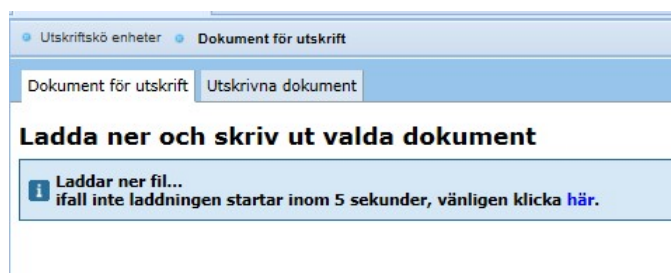 Utskriftskö enheter Dokument för utskrift
Dokument för utskrift Utskrivna dokument
Ladda ner och skriv ut valda dokument
Laddar ner fil...
ifall inte laddningen startar inom 5 sekunder, vänligen klicka här.